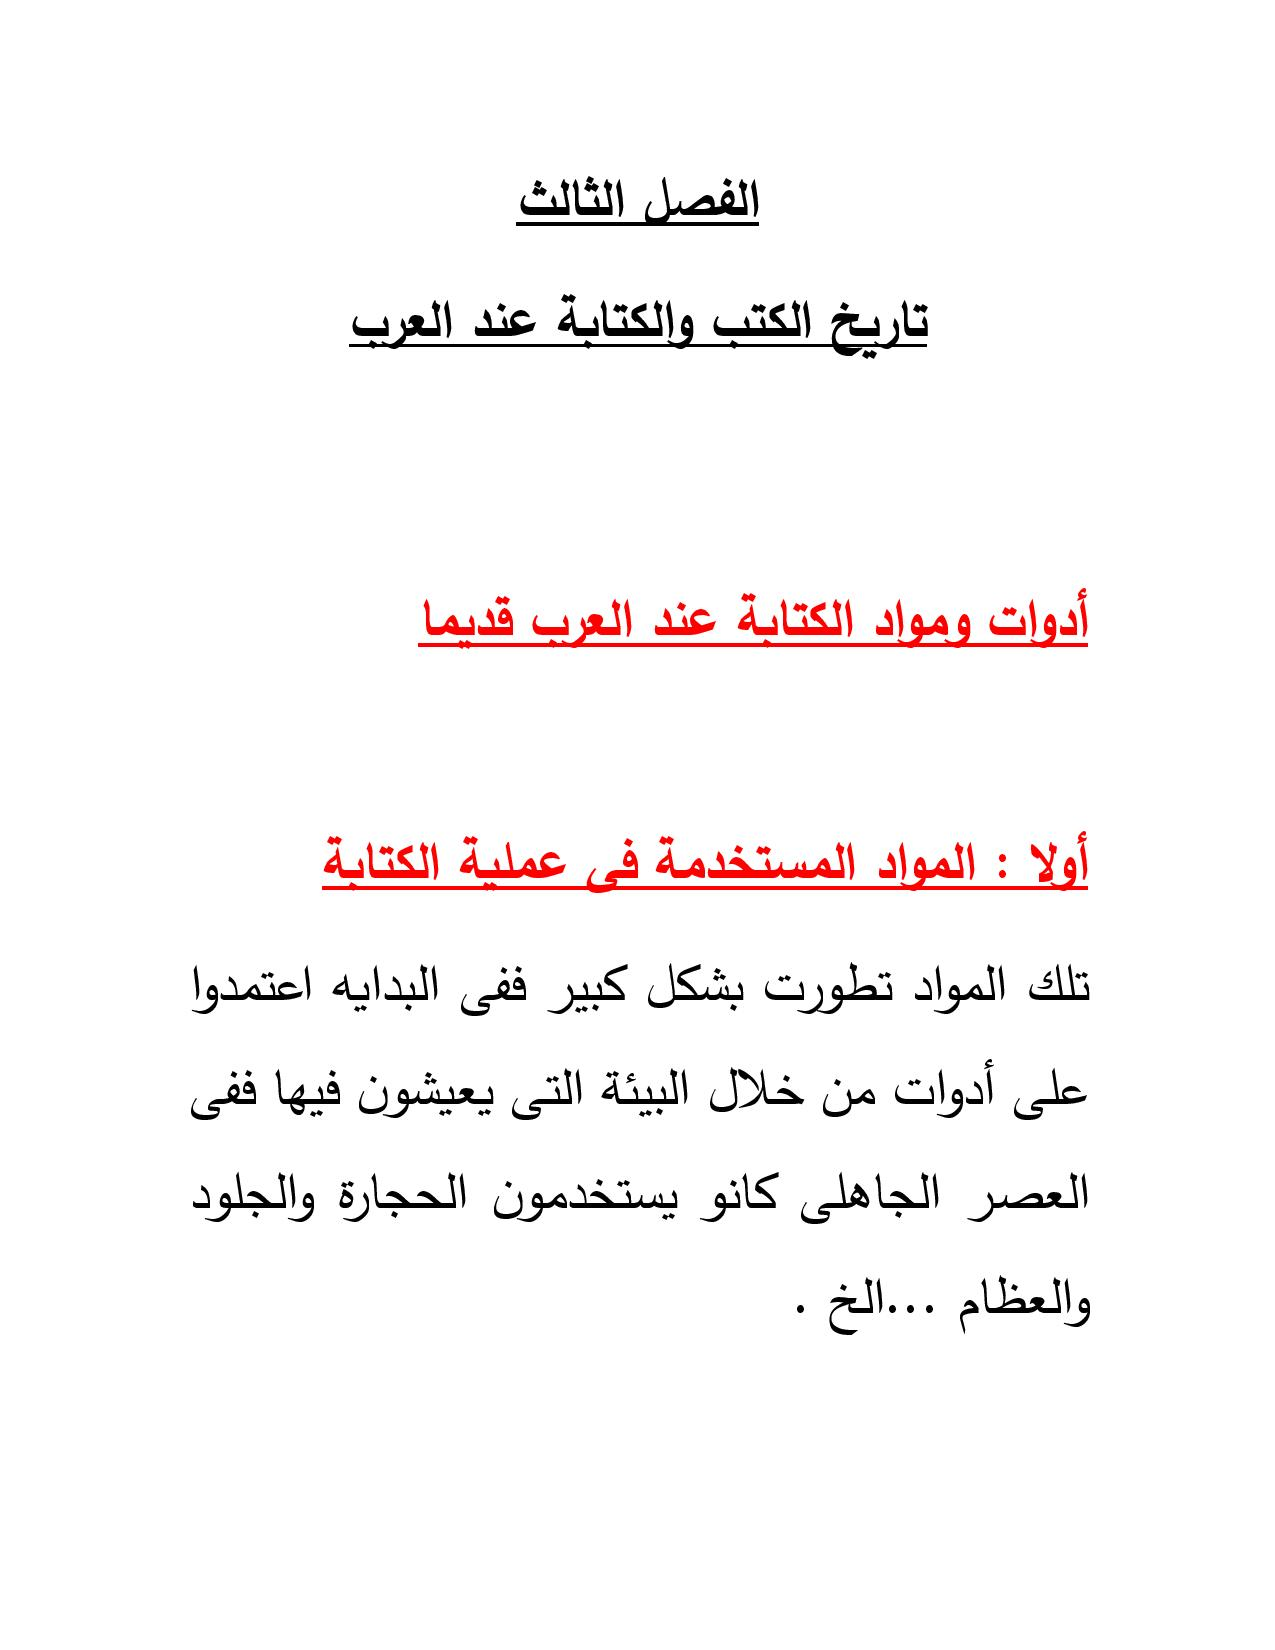 الفصل الثالث
تاريخ الكتب والكتابة عند العرب
أدوات ومواد الكتابة عند العرب قديما
أولا : المواد المستخدمة فى عملية الكتابة
تلك المواد تطورت بشكل كبير ففى البدايه اعتمدوا
على أدوات من خلال البيئة التى يعيشون فيها ففى
العصر الجاهلى كانو يستخدمون الحجارة والجلود
والعظام ...الخ .